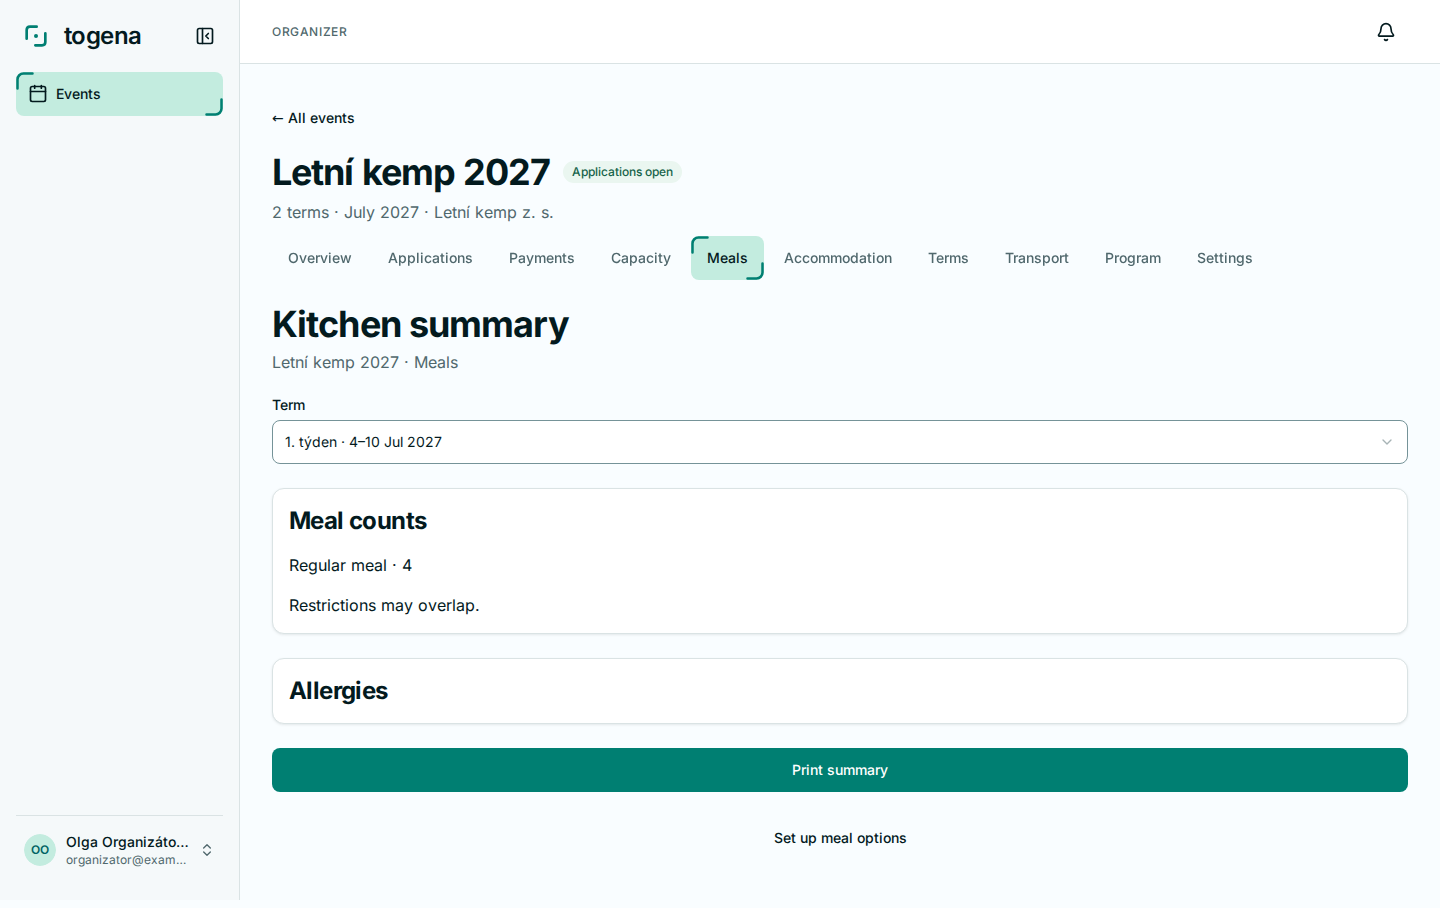 togena
ORGANIZER
Events
← All events
Letní kemp 2027 Applications open
2 terms · July 2027 · Letní kemp z. s.
Overview Applications Payments Capacity Meals Accommodation Terms Transport Program Settings
Kitchen summary
Letní kemp 2027 · Meals
Term
1. týden · 4–10 Jul 2027
Meal counts
Regular meal · 4
Restrictions may overlap.
Allergies
Print summary
Set up meal options
OO Olga Organizáto...
organizator@exam...